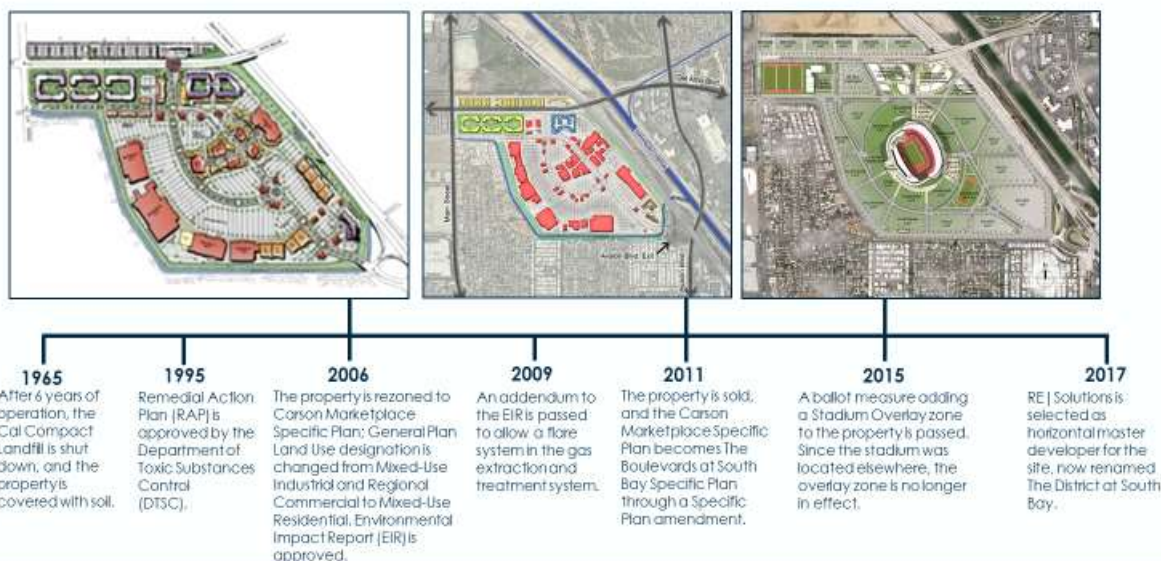 Main Street
Del Amo Blvd
Avalon Blvd. Exit
1965
After 6 years of
operation, the
Cal Compact
Landfill is shut
down, and the
property is
covered with soil.
1995
Remedial Action
Plan (RAP) is
approved by the
Department of
Toxic Substances
Control
(DTSC).
2006
The property is rezoned to
Carson Marketplace
Specific Plan; General Plan
Land Use designation is
changed from Mixed-Use
Industrial and Regional
Commercial to Mixed-Use
Residential. Environmental
Impact Report (EIR) is
approved.
2009
An addendum to
the EIR is passed
to allow a flare
system in the gas
extraction and
treatment system.
2011
The property is sold,
and the Carson
Marketplace Specific
Plan becomes The
Boulevards at South
Bay Specific Plan
through a Specific
Plan amendment.
2015
A ballot measure adding
a Stadium Overlay zone
to the property is passed.
Since the stadium was
located elsewhere, the
overlay zone is no longer
in effect.
2017
RE|Solutions is
selected as
horizontal master
developer for the
site, now renamed
The District at South
Bay.